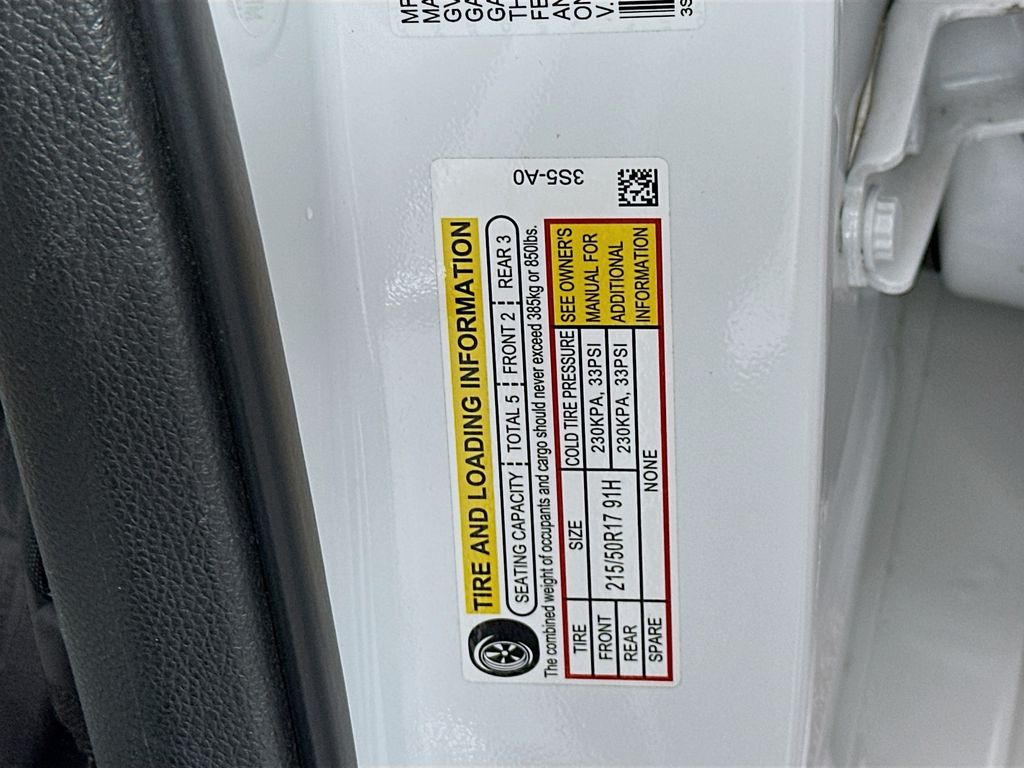 TIRE AND LOADING INFORMATION
SEATING CAPACITY TOTAL 5 FRONT 2 REAR 3
The combined weight of occupants and cargo should never exceed 385kg or 850lbs.
TIRE SIZE COLD TIRE PRESSURE SEE OWNER'S MANUAL FOR ADDITIONAL INFORMATION
FRONT 215/50R17 91H 230KPA, 33PSI
REAR 230KPA, 33PSI
SPARE NONE
3S5-A0